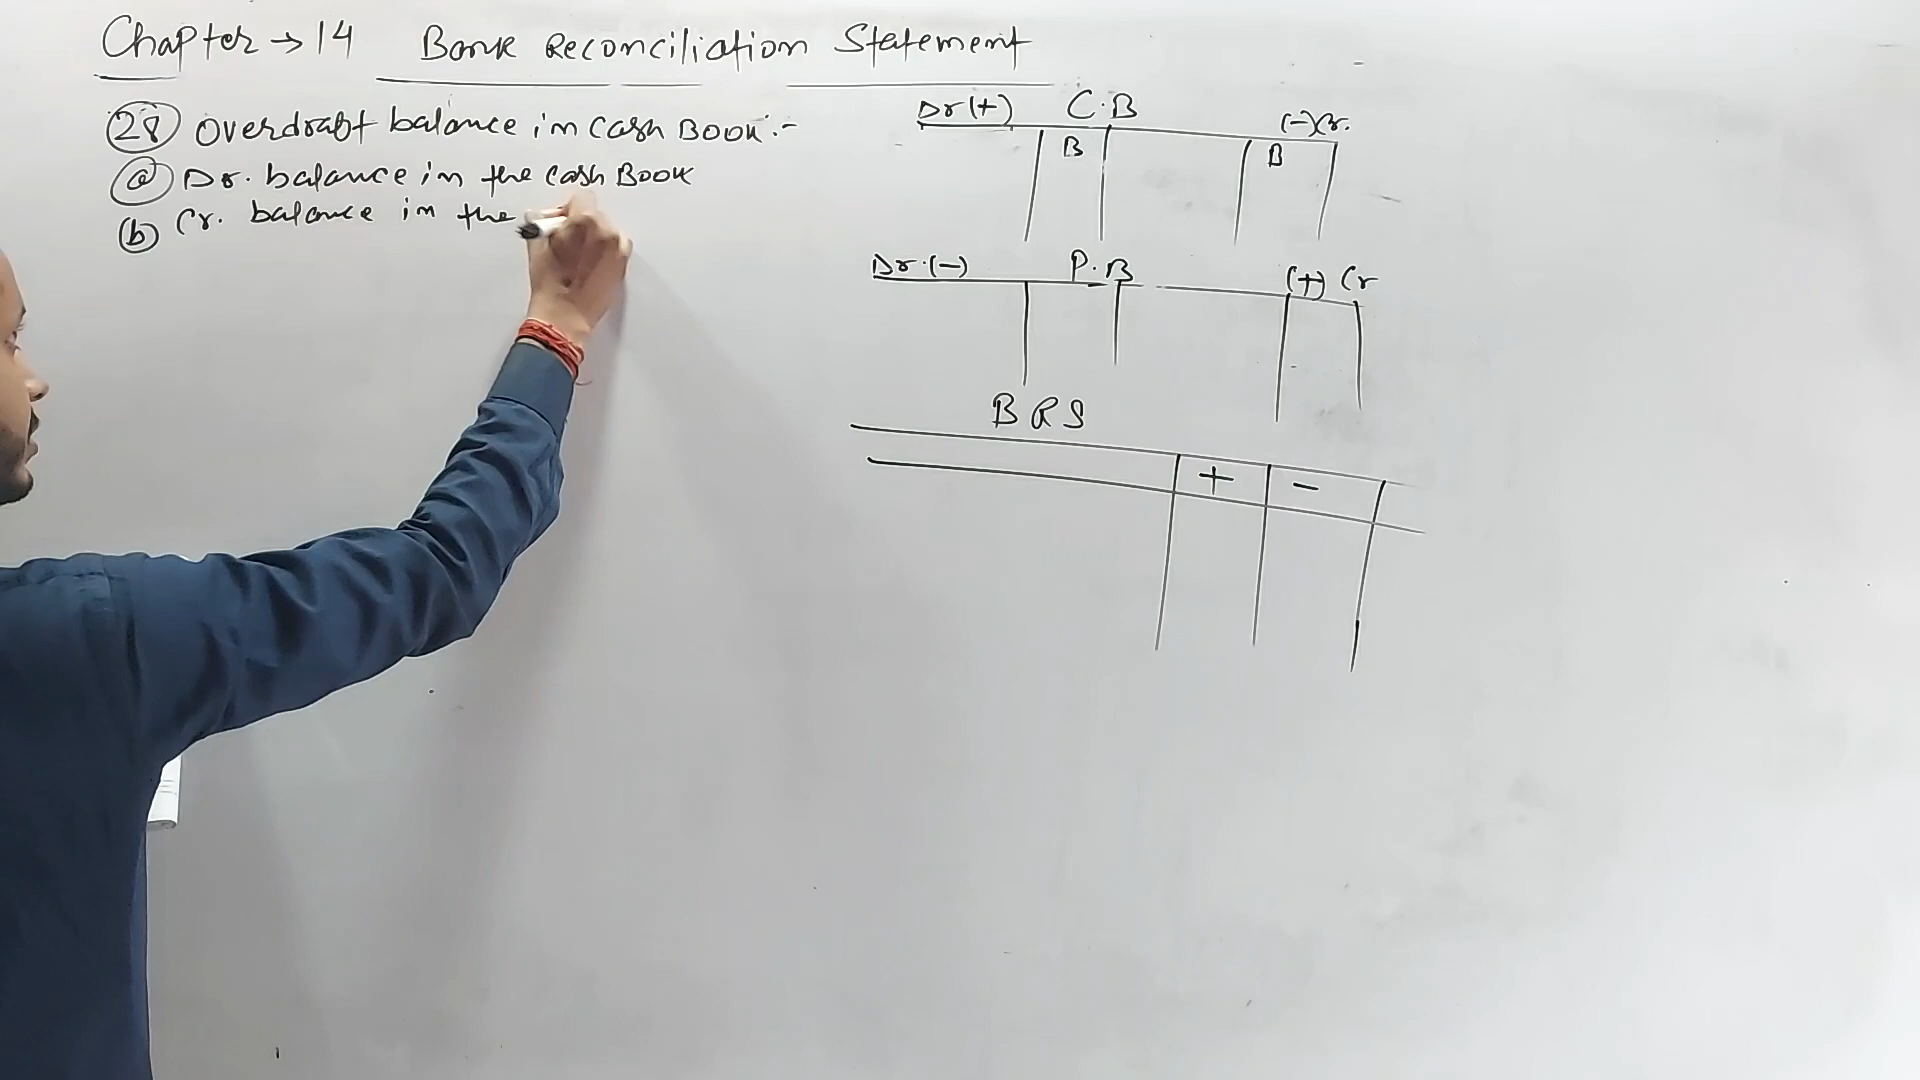 Chapter → 14 Bank Reconciliation Statement
(28) Overdraft balance in Cash Book :-
(a) Dr. balance in the Cash Book
(b) Cr. balance in the
Dr (+) C.B (-) Cr.
B B
Dr. (-) P.B (+) Cr
B R S
+ -